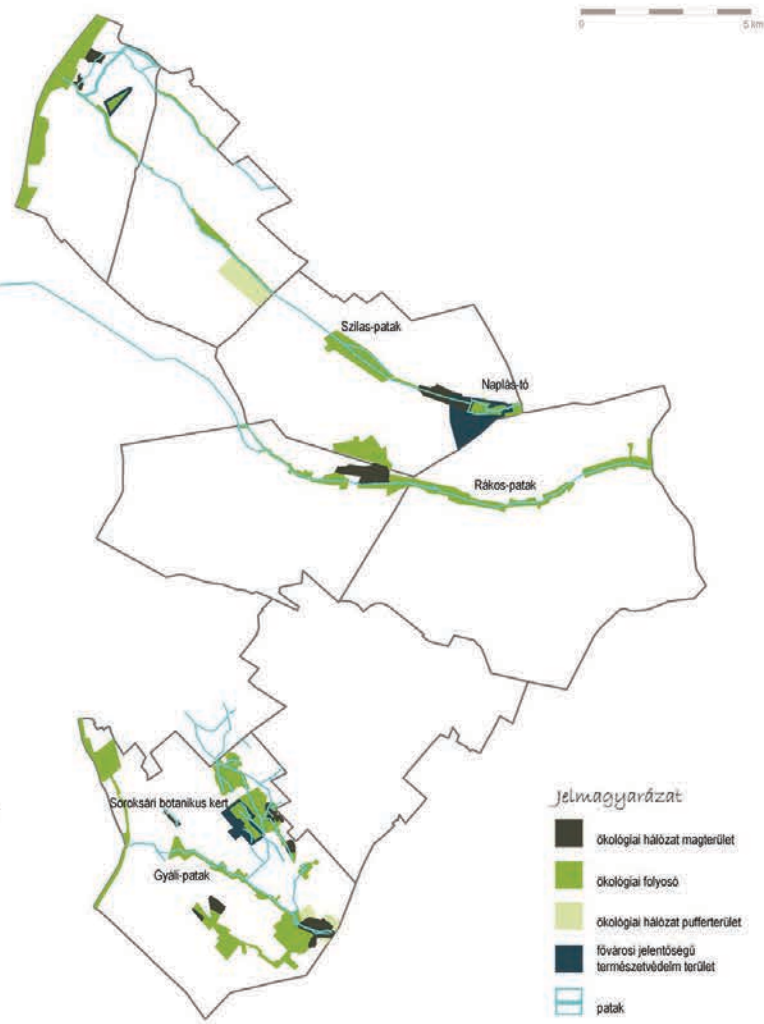 0 5 km
Szilas-patak
Naplás-tó
Rákos-patak
Soroksári botanikus kert
Gyáli-patak
Jelmagyarázat
ökológiai hálózat magterület
ökológiai folyosó
ökológiai hálózat pufferterület
fővárosi jelentőségű
természetvédelmi terület
patak